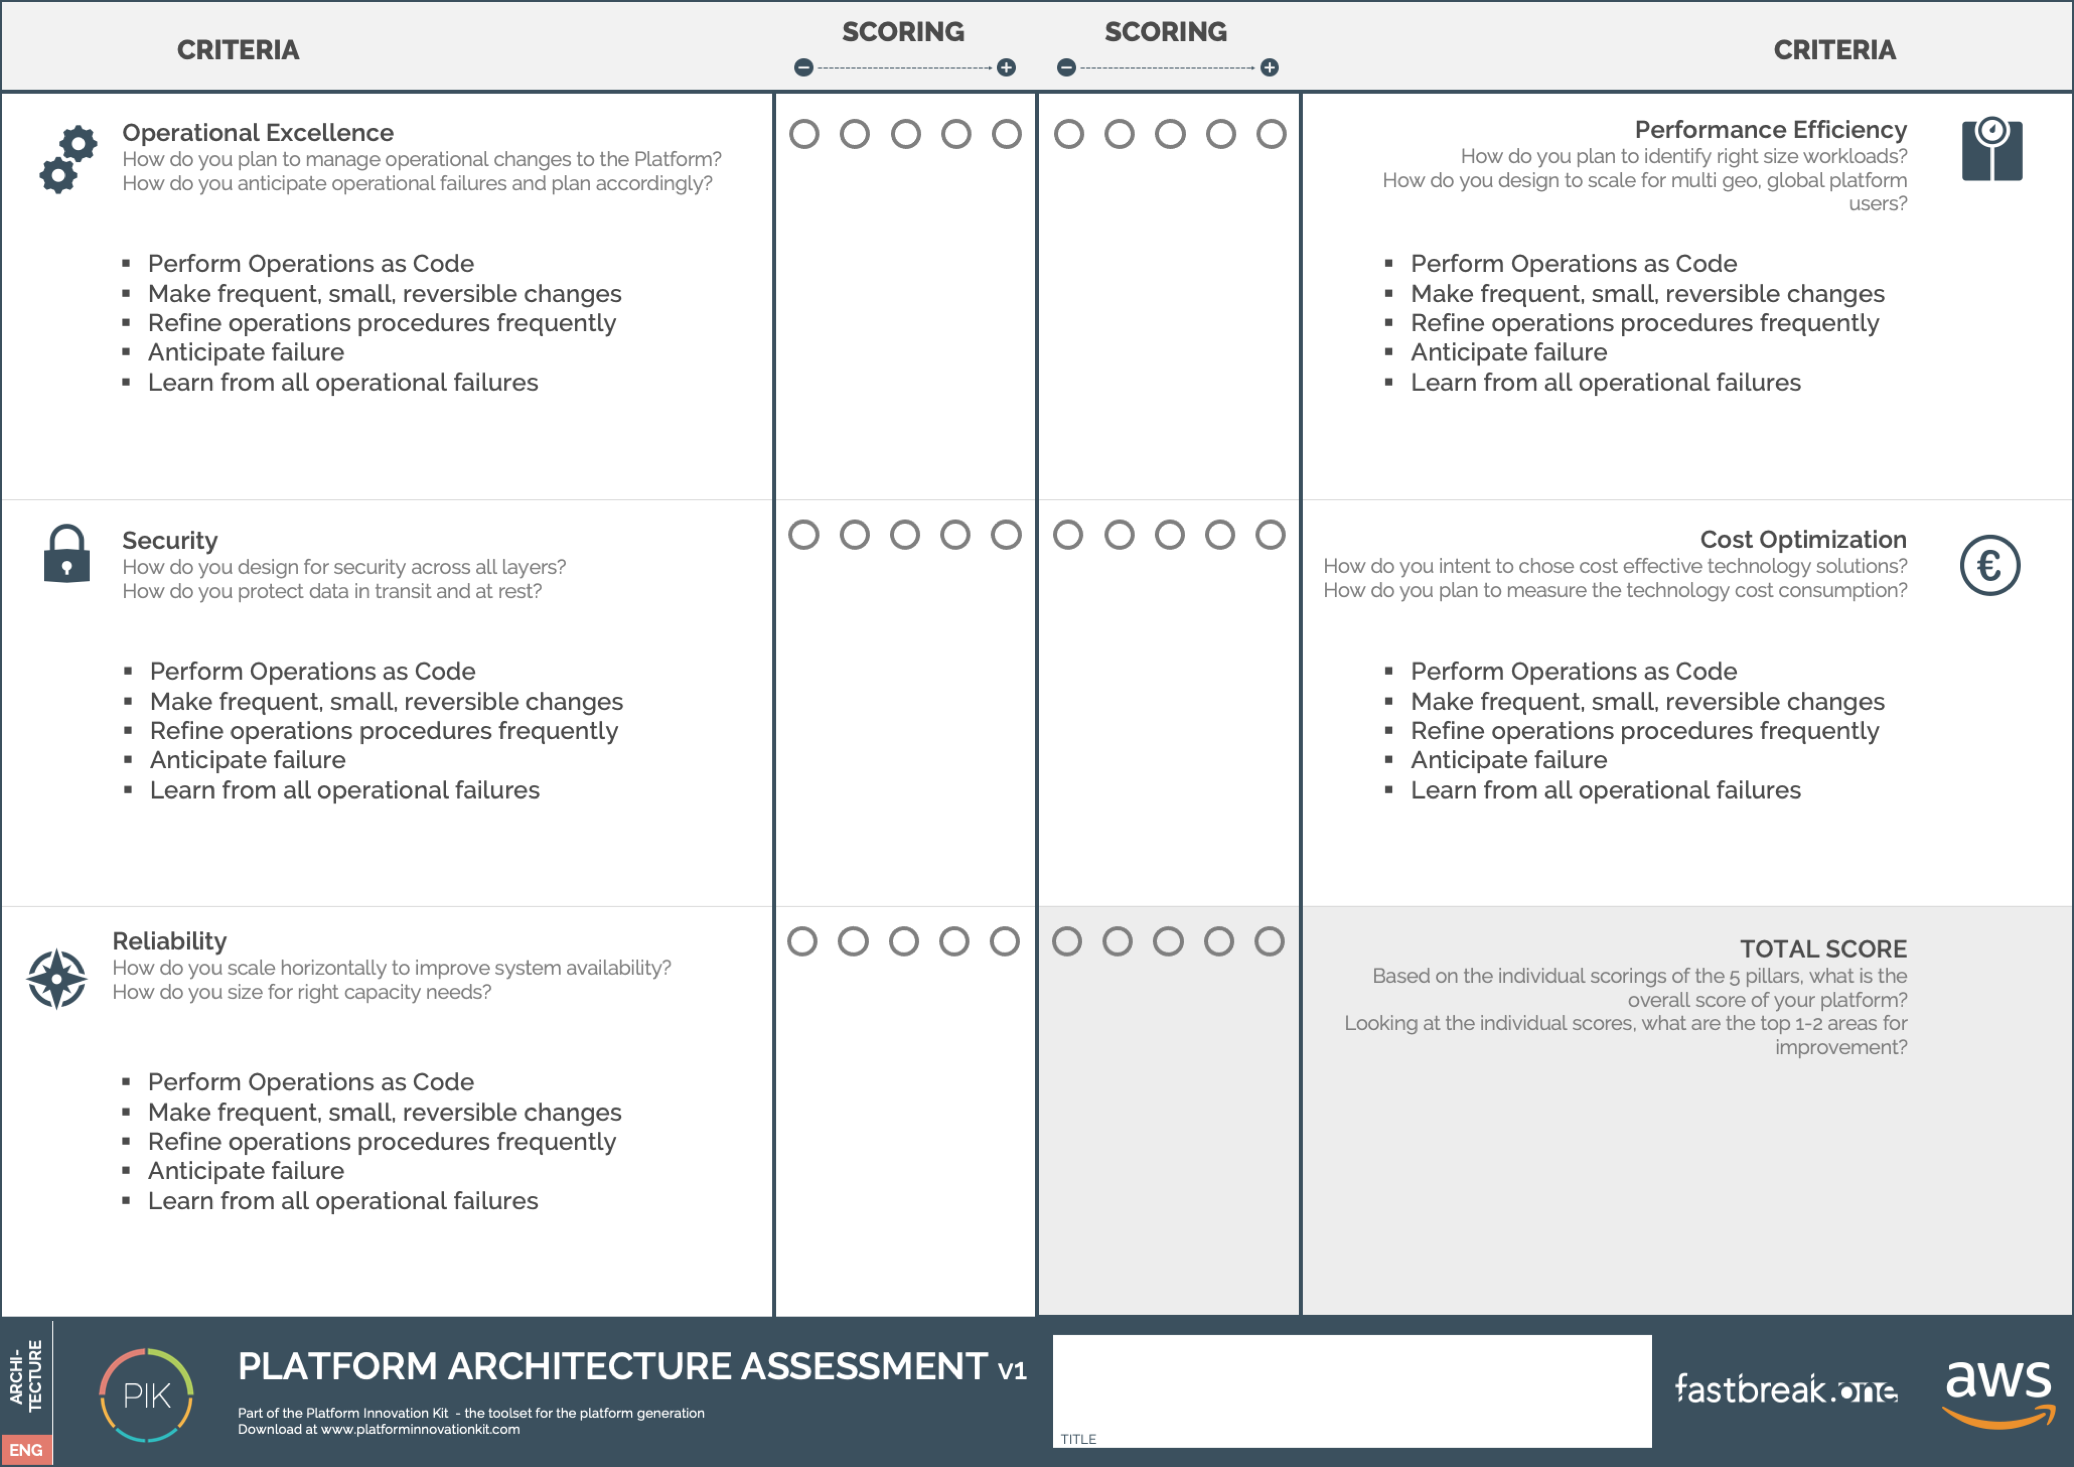 CRITERIA
SCORING
SCORING
CRITERIA
Operational Excellence
How do you plan to manage operational changes to the Platform?
How do you anticipate operational failures and plan accordingly?
▪ Perform Operations as Code
▪ Make frequent, small, reversible changes
▪ Refine operations procedures frequently
▪ Anticipate failure
▪ Learn from all operational failures
Performance Efficiency
How do you plan to identify right size workloads?
How do you design to scale for multi geo, global platform
users?
▪ Perform Operations as Code
▪ Make frequent, small, reversible changes
▪ Refine operations procedures frequently
▪ Anticipate failure
▪ Learn from all operational failures
Security
How do you design for security across all layers?
How do you protect data in transit and at rest?
▪ Perform Operations as Code
▪ Make frequent, small, reversible changes
▪ Refine operations procedures frequently
▪ Anticipate failure
▪ Learn from all operational failures
Cost Optimization
How do you intent to chose cost effective technology solutions?
How do you plan to measure the technology cost consumption?
€
▪ Perform Operations as Code
▪ Make frequent, small, reversible changes
▪ Refine operations procedures frequently
▪ Anticipate failure
▪ Learn from all operational failures
Reliability
How do you scale horizontally to improve system availability?
How do you size for right capacity needs?
▪ Perform Operations as Code
▪ Make frequent, small, reversible changes
▪ Refine operations procedures frequently
▪ Anticipate failure
▪ Learn from all operational failures
TOTAL SCORE
Based on the individual scorings of the 5 pillars, what is the
overall score of your platform?
Looking at the individual scores, what are the top 1-2 areas for
improvement?
ARCHI-
TECTURE
ENG
PIK
PLATFORM ARCHITECTURE ASSESSMENT v1
Part of the Platform Innovation Kit - the toolset for the platform generation
Download at www.platforminnovationkit.com
TITLE
fastbreak.one
aws